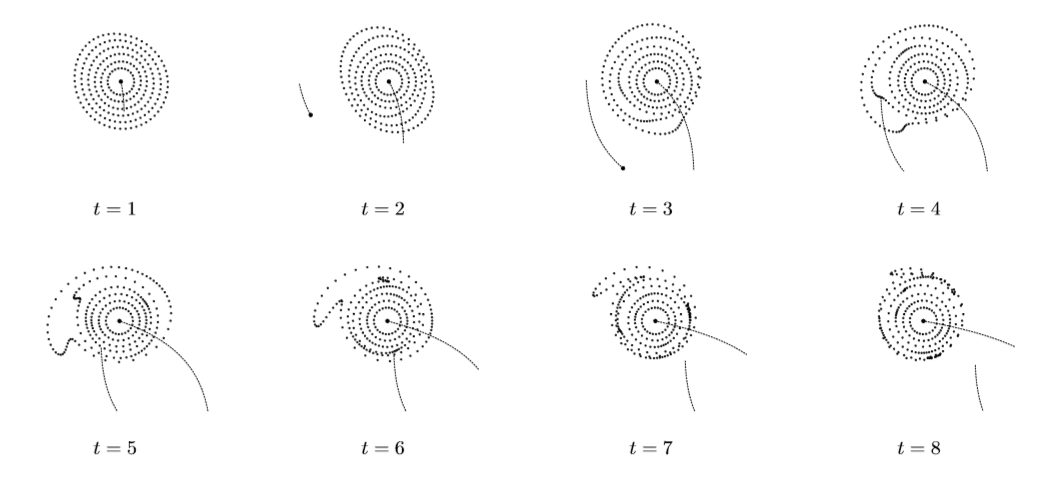 t = 1
t = 2
t = 3
t = 4
t = 5
t = 6
t = 7
t = 8